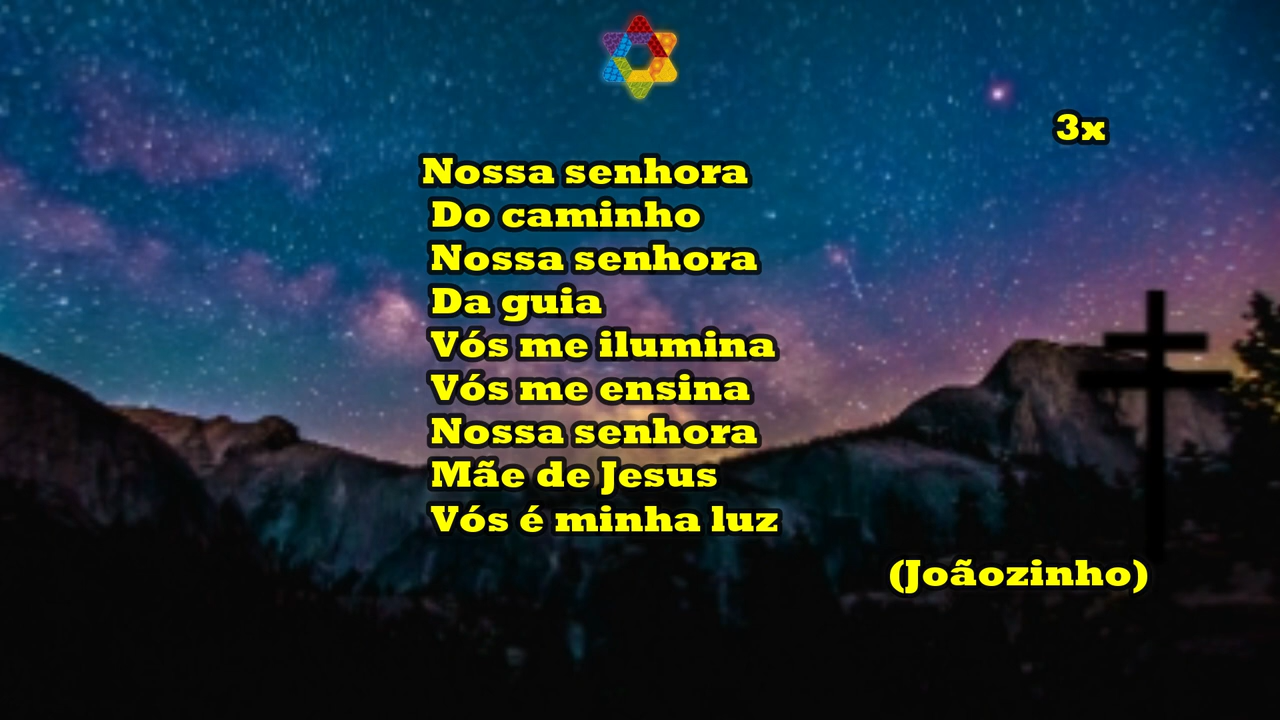 3x
Nossa senhora
Do caminho
Nossa senhora
Da guia
Vós me ilumina
Vós me ensina
Nossa senhora
Mãe de Jesus
Vós é minha luz
(Joãozinho)